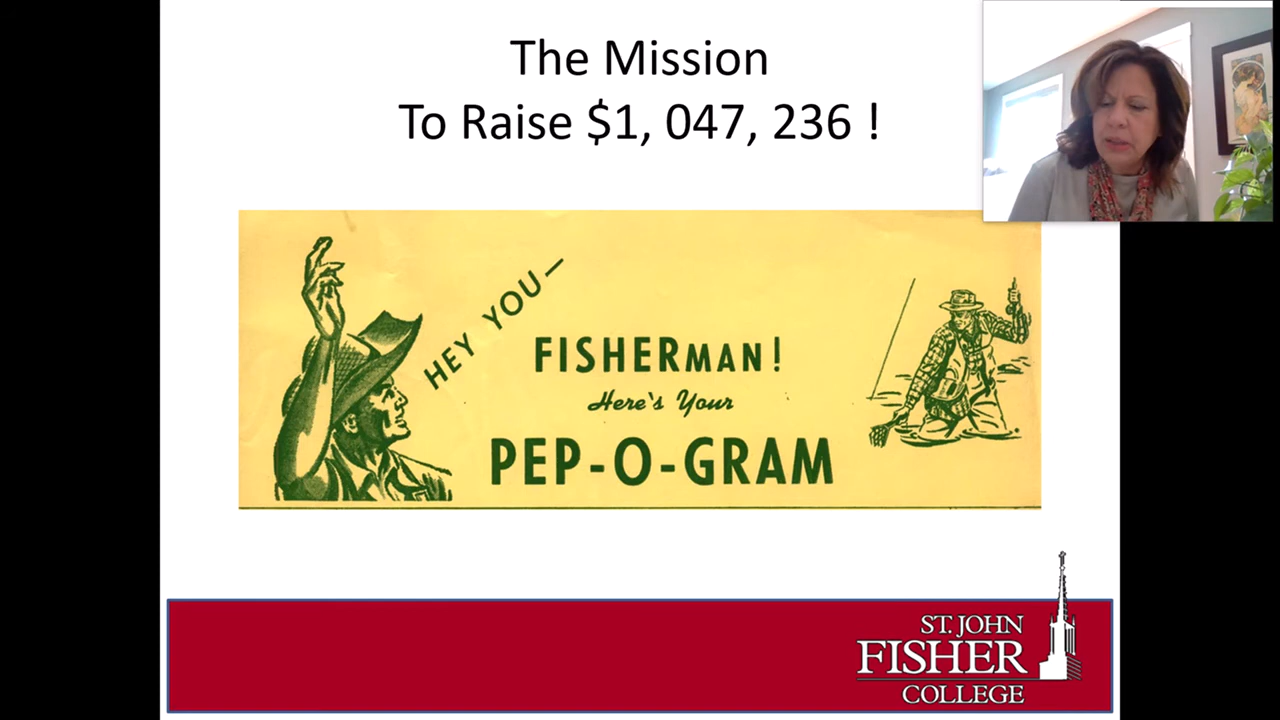 The Mission
To Raise $1, 047, 236 !
HEY YOU—
FISHERMAN!
Here's Your
PEP-O-GRAM
ST. JOHN
FISHER
COLLEGE